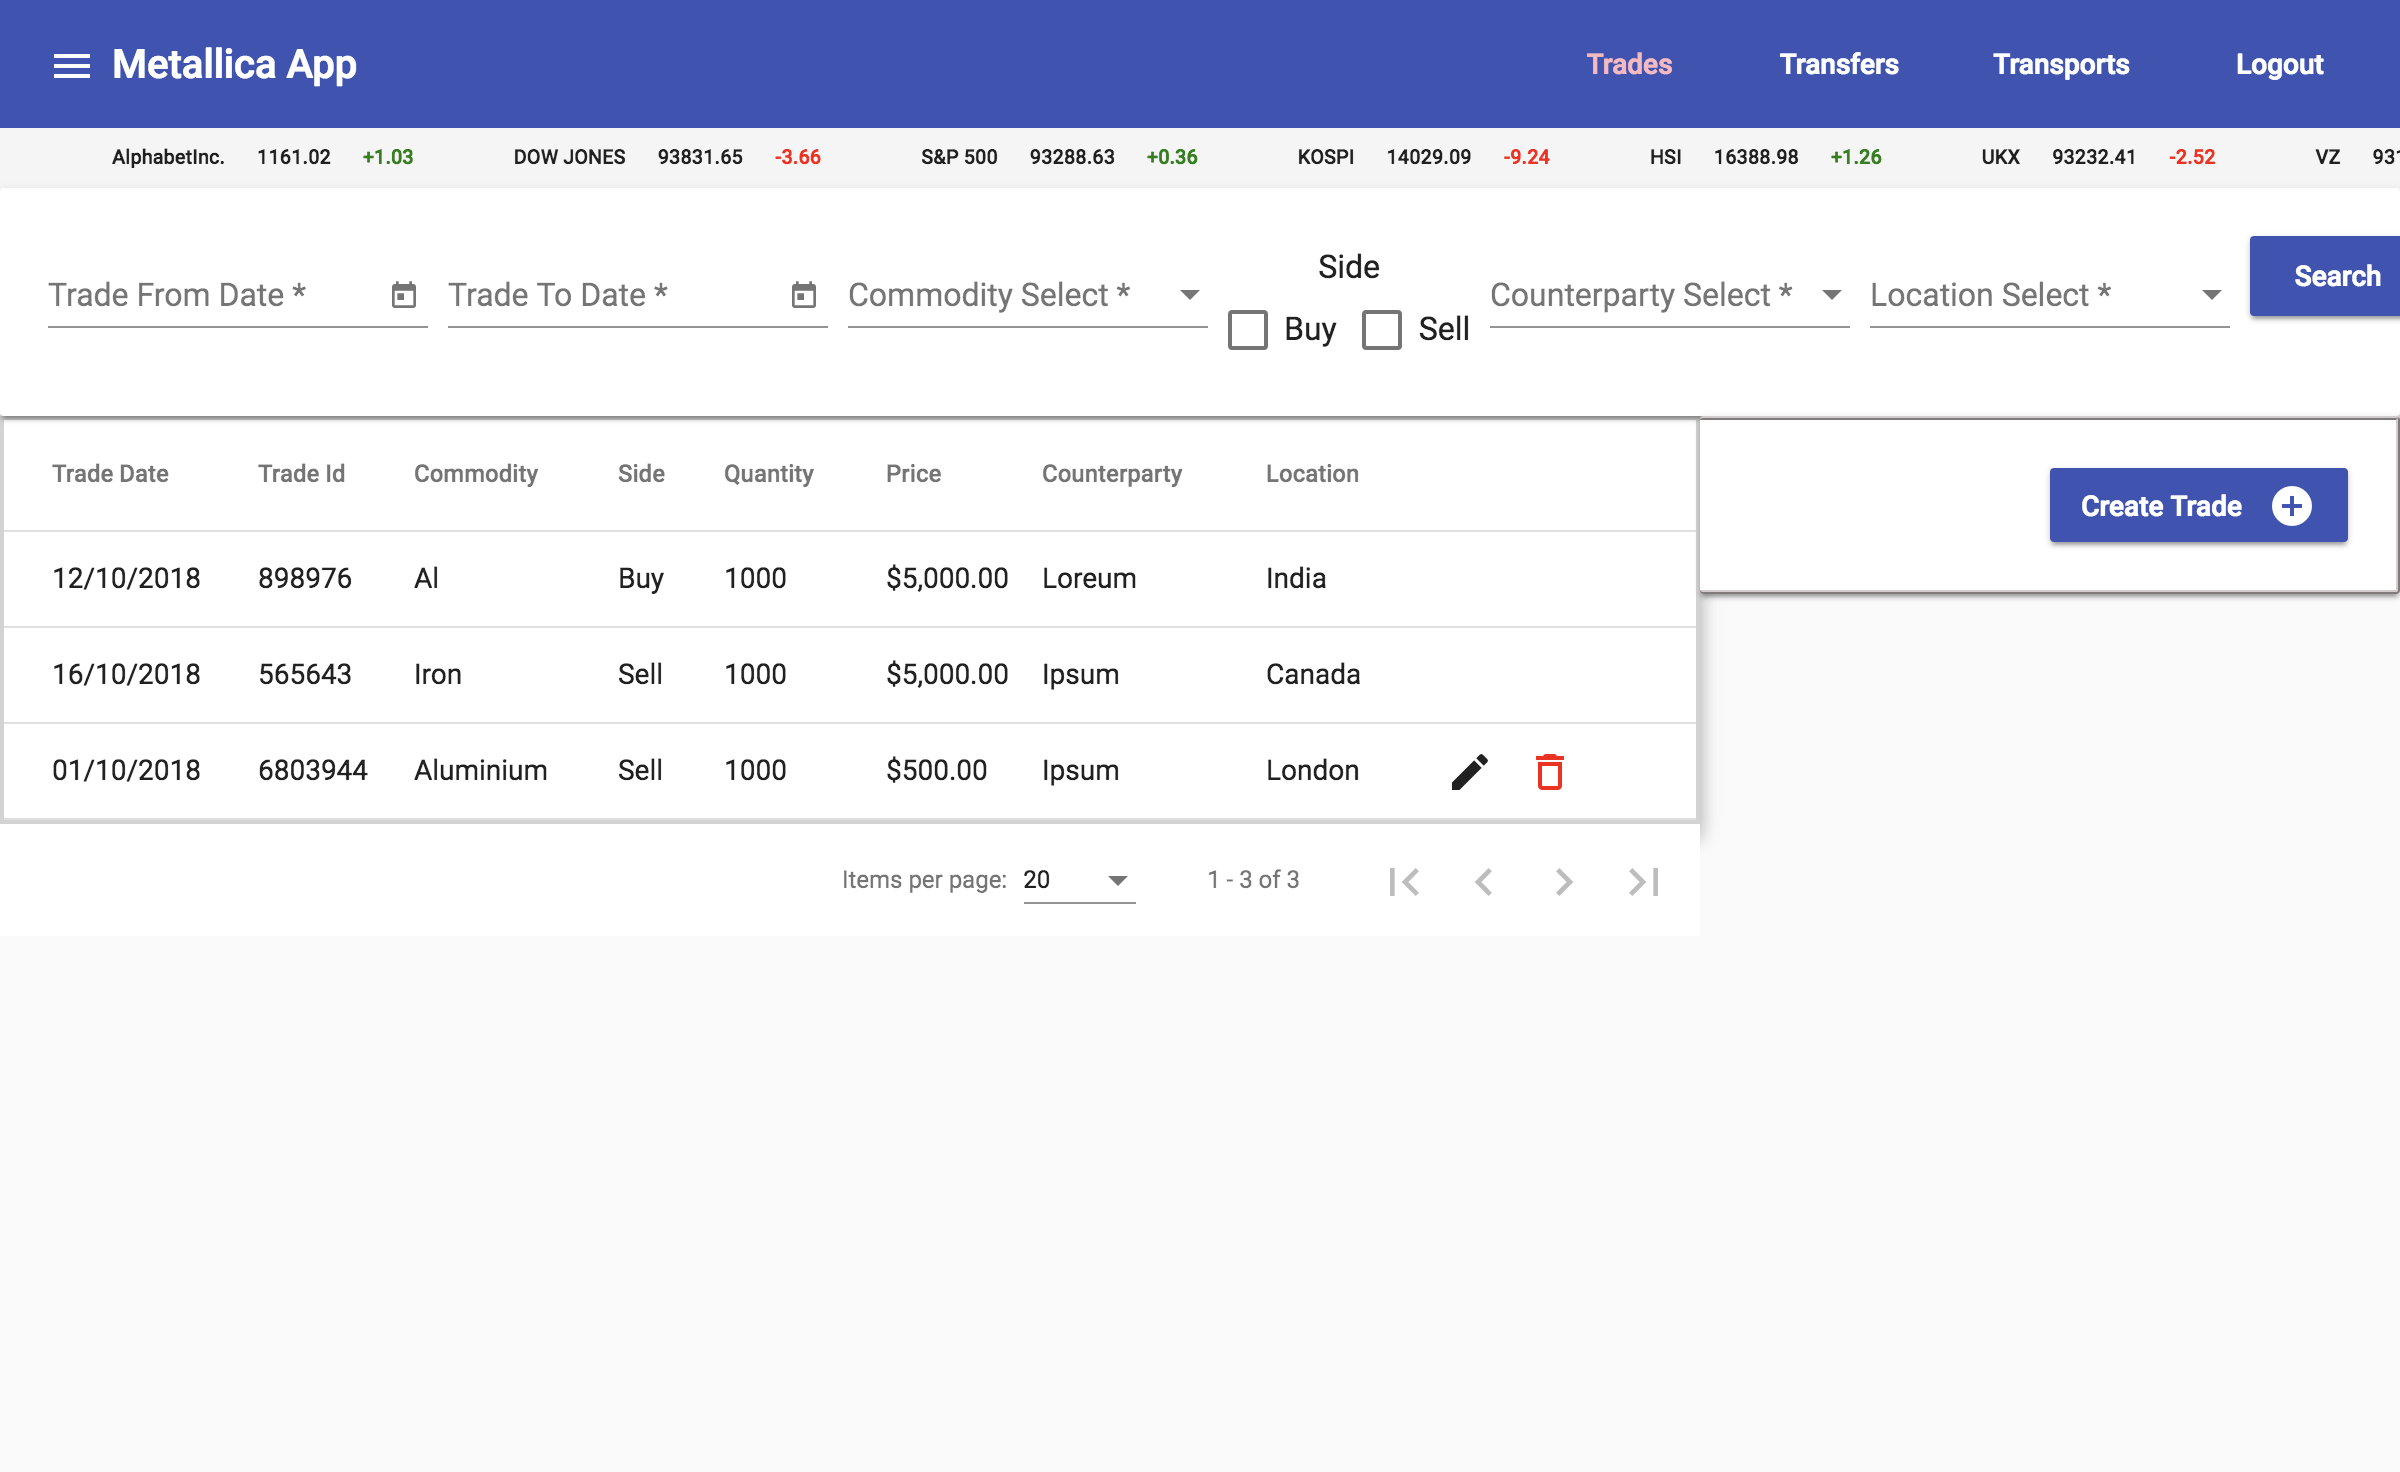 Metallica App Trades Transfers Transports Logout
AlphabetInc. 1161.02 +1.03 DOW JONES 93831.65 -3.66 S&P 500 93288.63 +0.36 KOSPI 14029.09 -9.24 HSI 16388.98 +1.26 UKX 93232.41 -2.52 VZ
Side
Trade From Date * Trade To Date * Commodity Select * Buy Sell Counterparty Select * Location Select * Search
Trade Date Trade Id Commodity Side Quantity Price Counterparty Location
Create Trade
12/10/2018 898976 Al Buy 1000 $5,000.00 Loreum India
16/10/2018 565643 Iron Sell 1000 $5,000.00 Ipsum Canada
01/10/2018 6803944 Aluminium Sell 1000 $500.00 Ipsum London
Items per page: 20 1 - 3 of 3